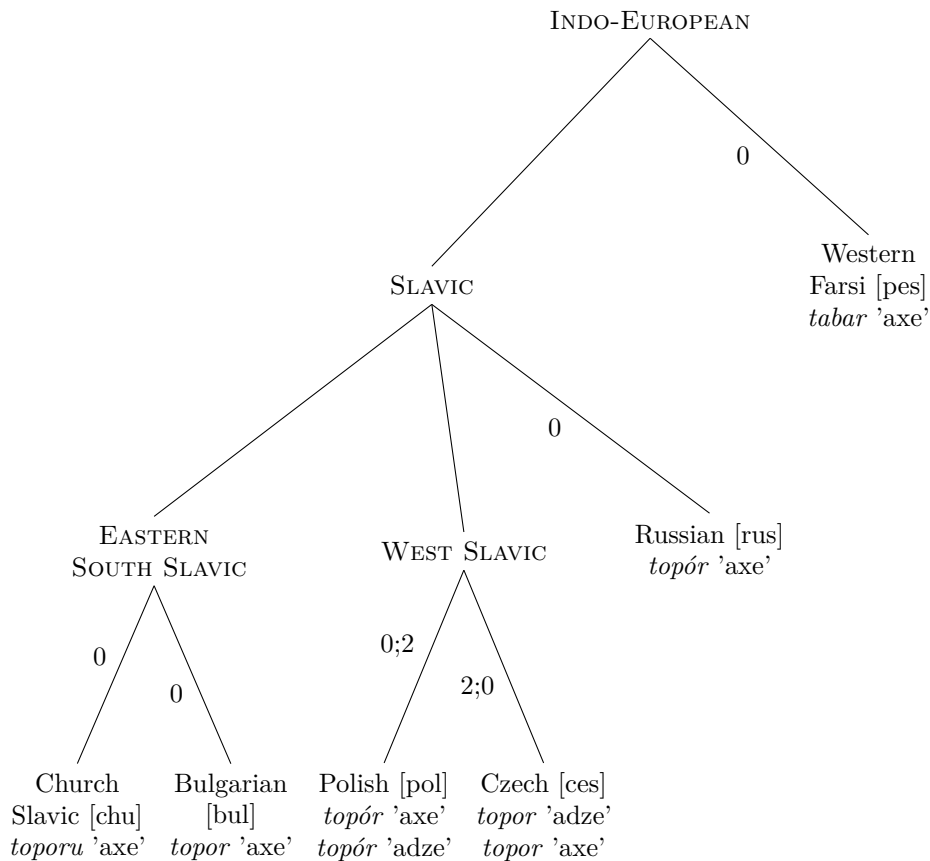 INDO-EUROPEAN
0
Western
Farsi [pes]
tabar 'axe'
SLAVIC
0
Russian [rus]
topór 'axe'
EASTERN
SOUTH SLAVIC
WEST SLAVIC
0
0
0;2
2;0
Church
Slavic [chu]
toporu 'axe'
Bulgarian
[bul]
topor 'axe'
Polish [pol]
topór 'axe'
topór 'adze'
Czech [ces]
topor 'adze'
topor 'axe'